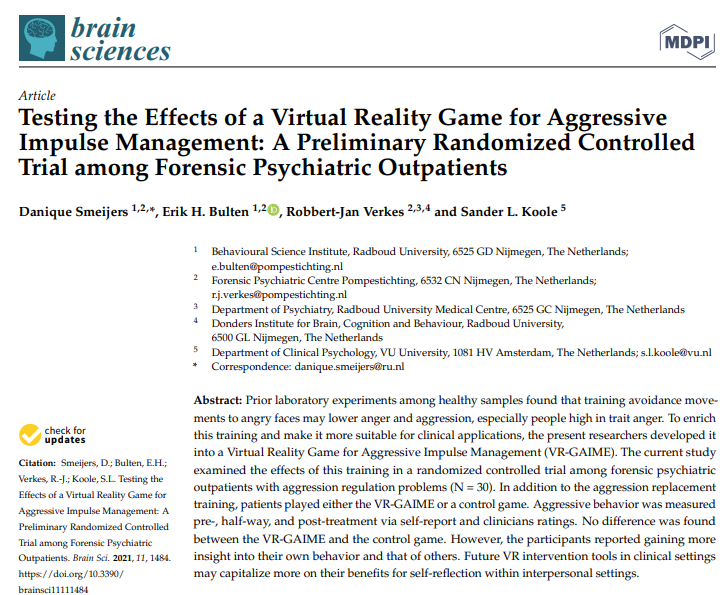 brain
sciences
MDPI
Article
Testing the Effects of a Virtual Reality Game for Aggressive
Impulse Management: A Preliminary Randomized Controlled
Trial among Forensic Psychiatric Outpatients
Danique Smeijers 1,2,*, Erik H. Bulten 1,2, Robbert-Jan Verkes 2,3,4 and Sander L. Koole 5
1 Behavioural Science Institute, Radboud University, 6525 GD Nijmegen, The Netherlands;
e.bulten@pompestichting.nl
2 Forensic Psychiatric Centre Pompestichting, 6532 CN Nijmegen, The Netherlands;
r.j.verkes@pompestichting.nl
3 Department of Psychiatry, Radboud University Medical Centre, 6525 GC Nijmegen, The Netherlands
4 Donders Institute for Brain, Cognition and Behaviour, Radboud University,
6500 GL Nijmegen, The Netherlands
5 Department of Clinical Psychology, VU University, 1081 HV Amsterdam, The Netherlands; s.l.koole@vu.nl
* Correspondence: danique.smeijers@ru.nl
Abstract: Prior laboratory experiments among healthy samples found that training avoidance move-
ments to angry faces may lower anger and aggression, especially people high in trait anger. To enrich
this training and make it more suitable for clinical applications, the present researchers developed it
into a Virtual Reality Game for Aggressive Impulse Management (VR-GAIME). The current study
examined the effects of this training in a randomized controlled trial among forensic psychiatric
outpatients with aggression regulation problems (N = 30). In addition to the aggression replacement
training, patients played either the VR-GAIME or a control game. Aggressive behavior was measured
pre-, half-way, and post-treatment via self-report and clinicians ratings. No difference was found
between the VR-GAIME and the control game. However, the participants reported gaining more
insight into their own behavior and that of others. Future VR intervention tools in clinical settings
may capitalize more on their benefits for self-reflection within interpersonal settings.
check for
updates
Citation: Smeijers, D.; Bulten, E.H.;
Verkes, R.-J.; Koole, S.L. Testing the
Effects of a Virtual Reality Game for
Aggressive Impulse Management: A
Preliminary Randomized Controlled
Trial among Forensic Psychiatric
Outpatients. Brain Sci. 2021, 11, 1484.
https://doi.org/10.3390/
brainsci11111484